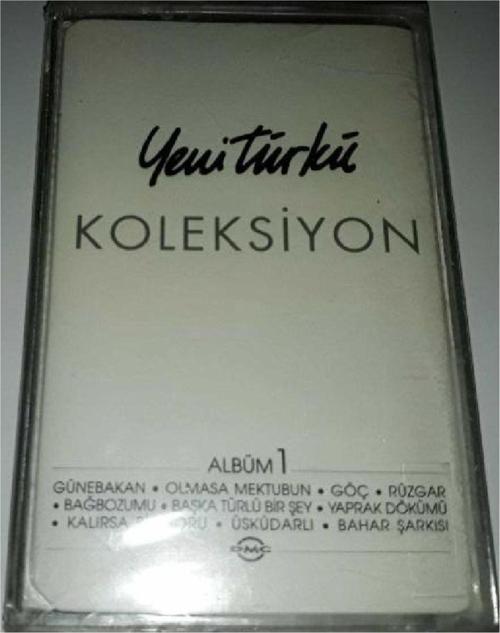 Yeni Türkü
KOLEKSİYON
ALBÜM 1
GÜNEBAKAN • OLMASA MEKTUBUN • GÖÇ • RÜZGAR
• BAĞBOZUMU • BAŞKA TÜRLÜ BİR ŞEY • YAPRAK DÖKÜMÜ
• KALIRSA • ÜSKÜDARLI • BAHAR ŞARKISI
DMC